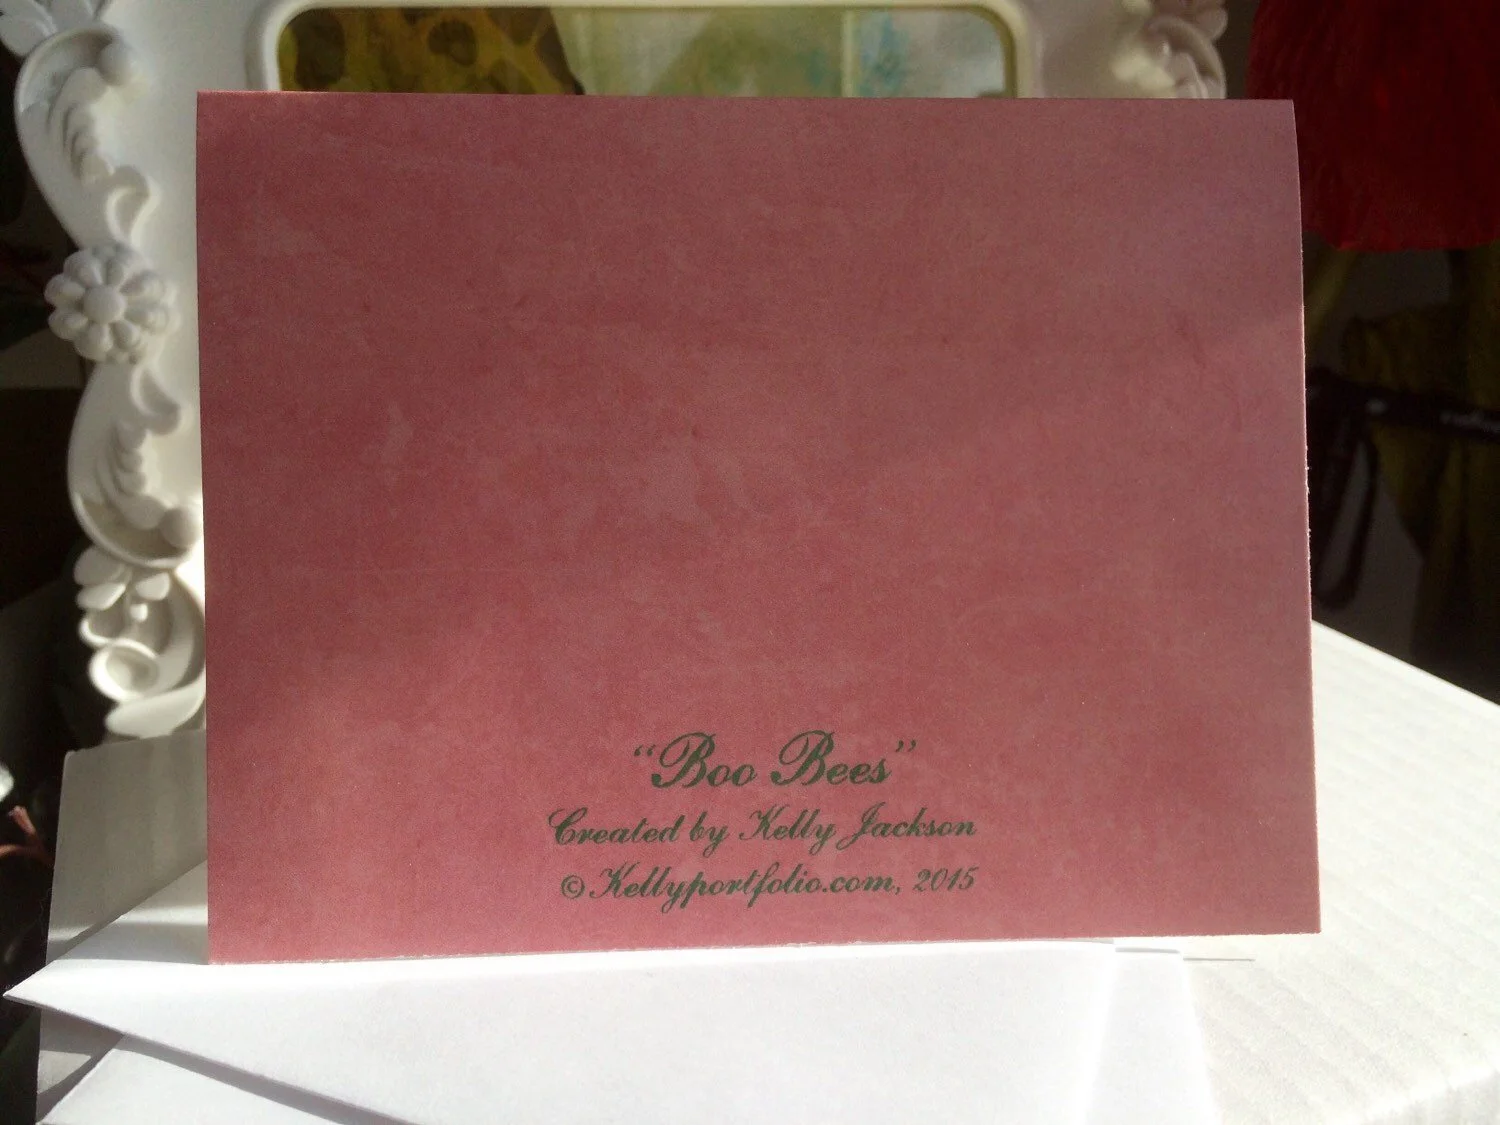 “Boo Bees”
Created by Kelly Jackson
© Kellyportfolio.com, 2015